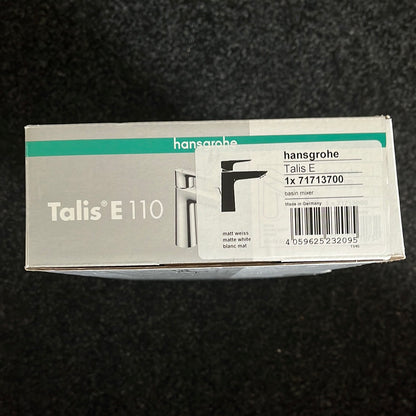 hansgrohe
Talis® E 110
hansgrohe
Talis E
1x 71713700
basin mixer
Made in Germany
matt weiss
matte white
blanc mat
4 059625 232095